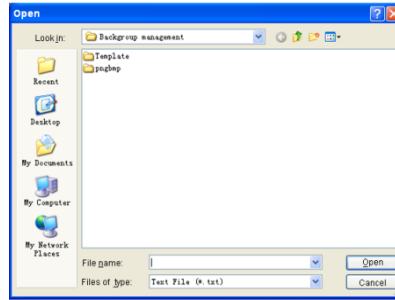 Open
Look in:
Backgroup management
Template
pngbmp
Recent
Desktop
My Documents
My Computer
My Network
Places
File name:
Open
Files of type:
Text File (*.txt)
Cancel